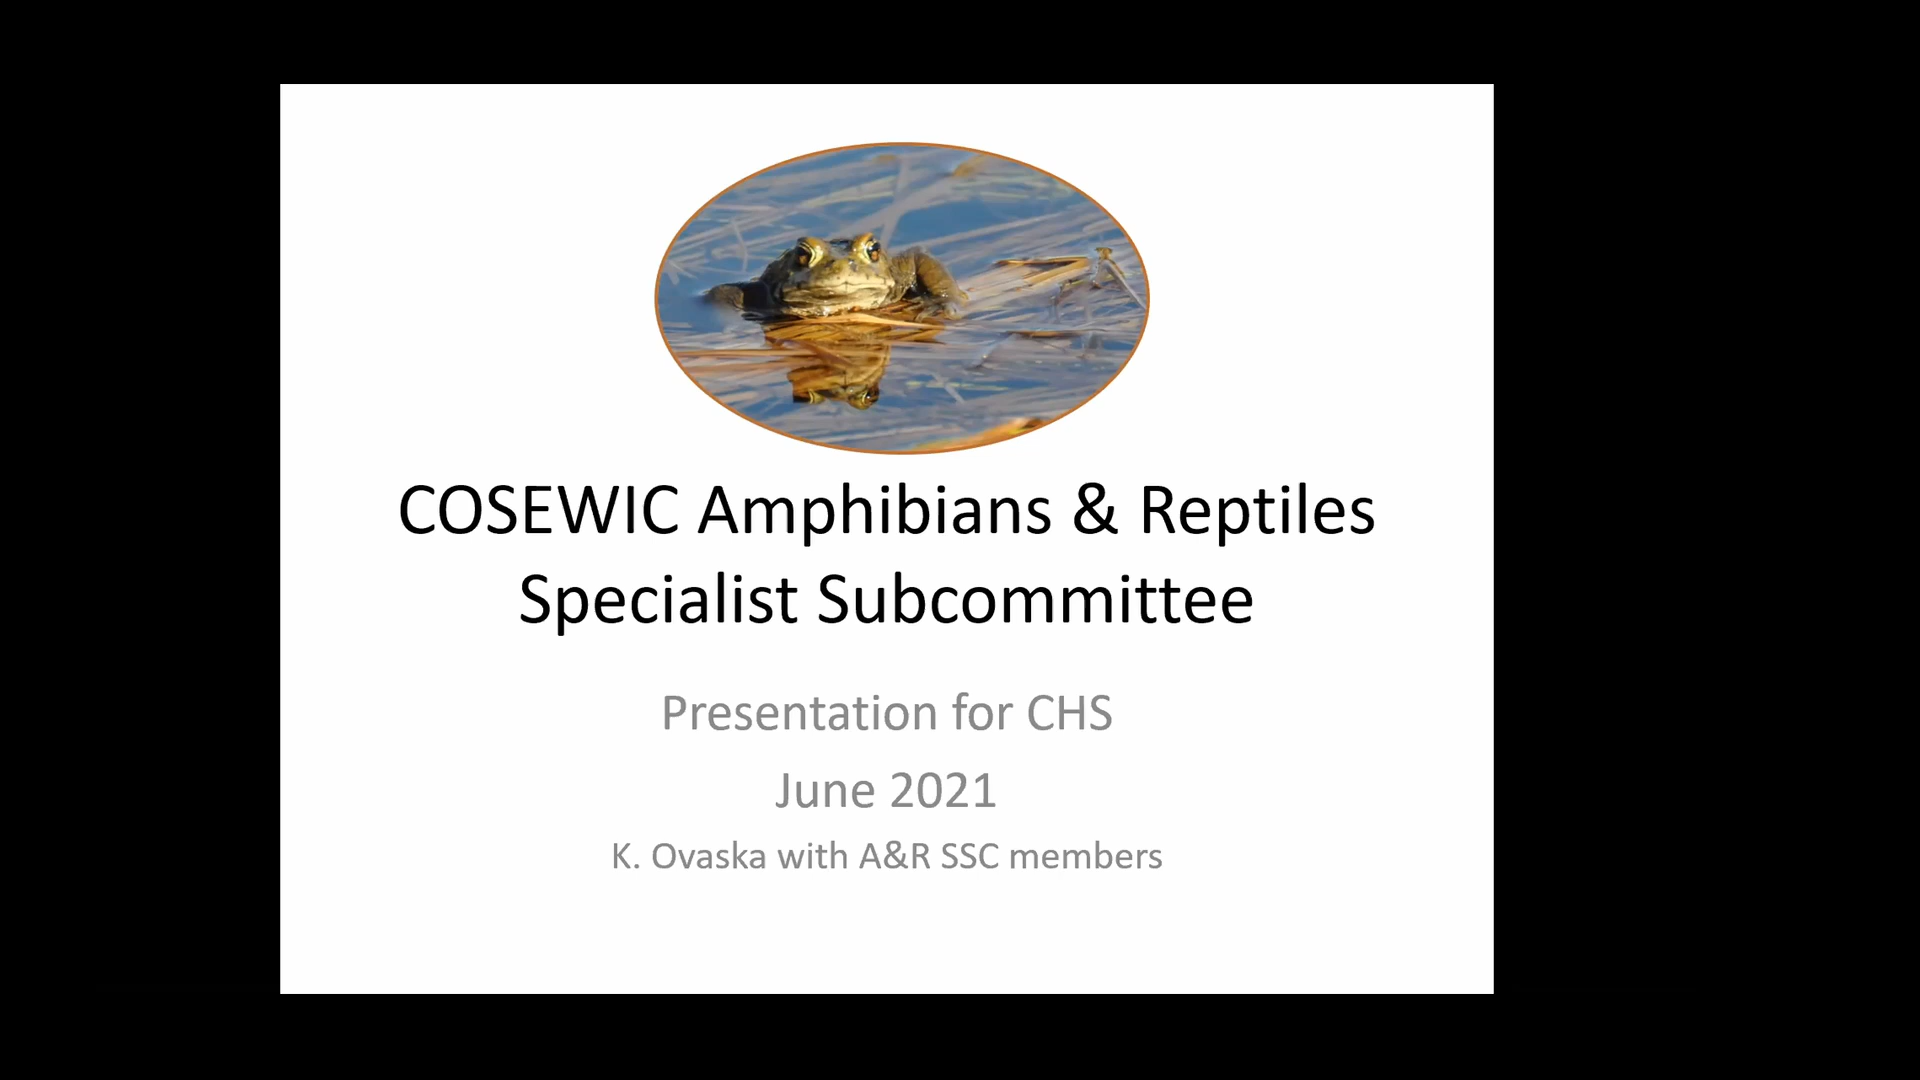 COSEWIC Amphibians & Reptiles
Specialist Subcommittee
Presentation for CHS
June 2021
K. Ovaska with A&R SSC members